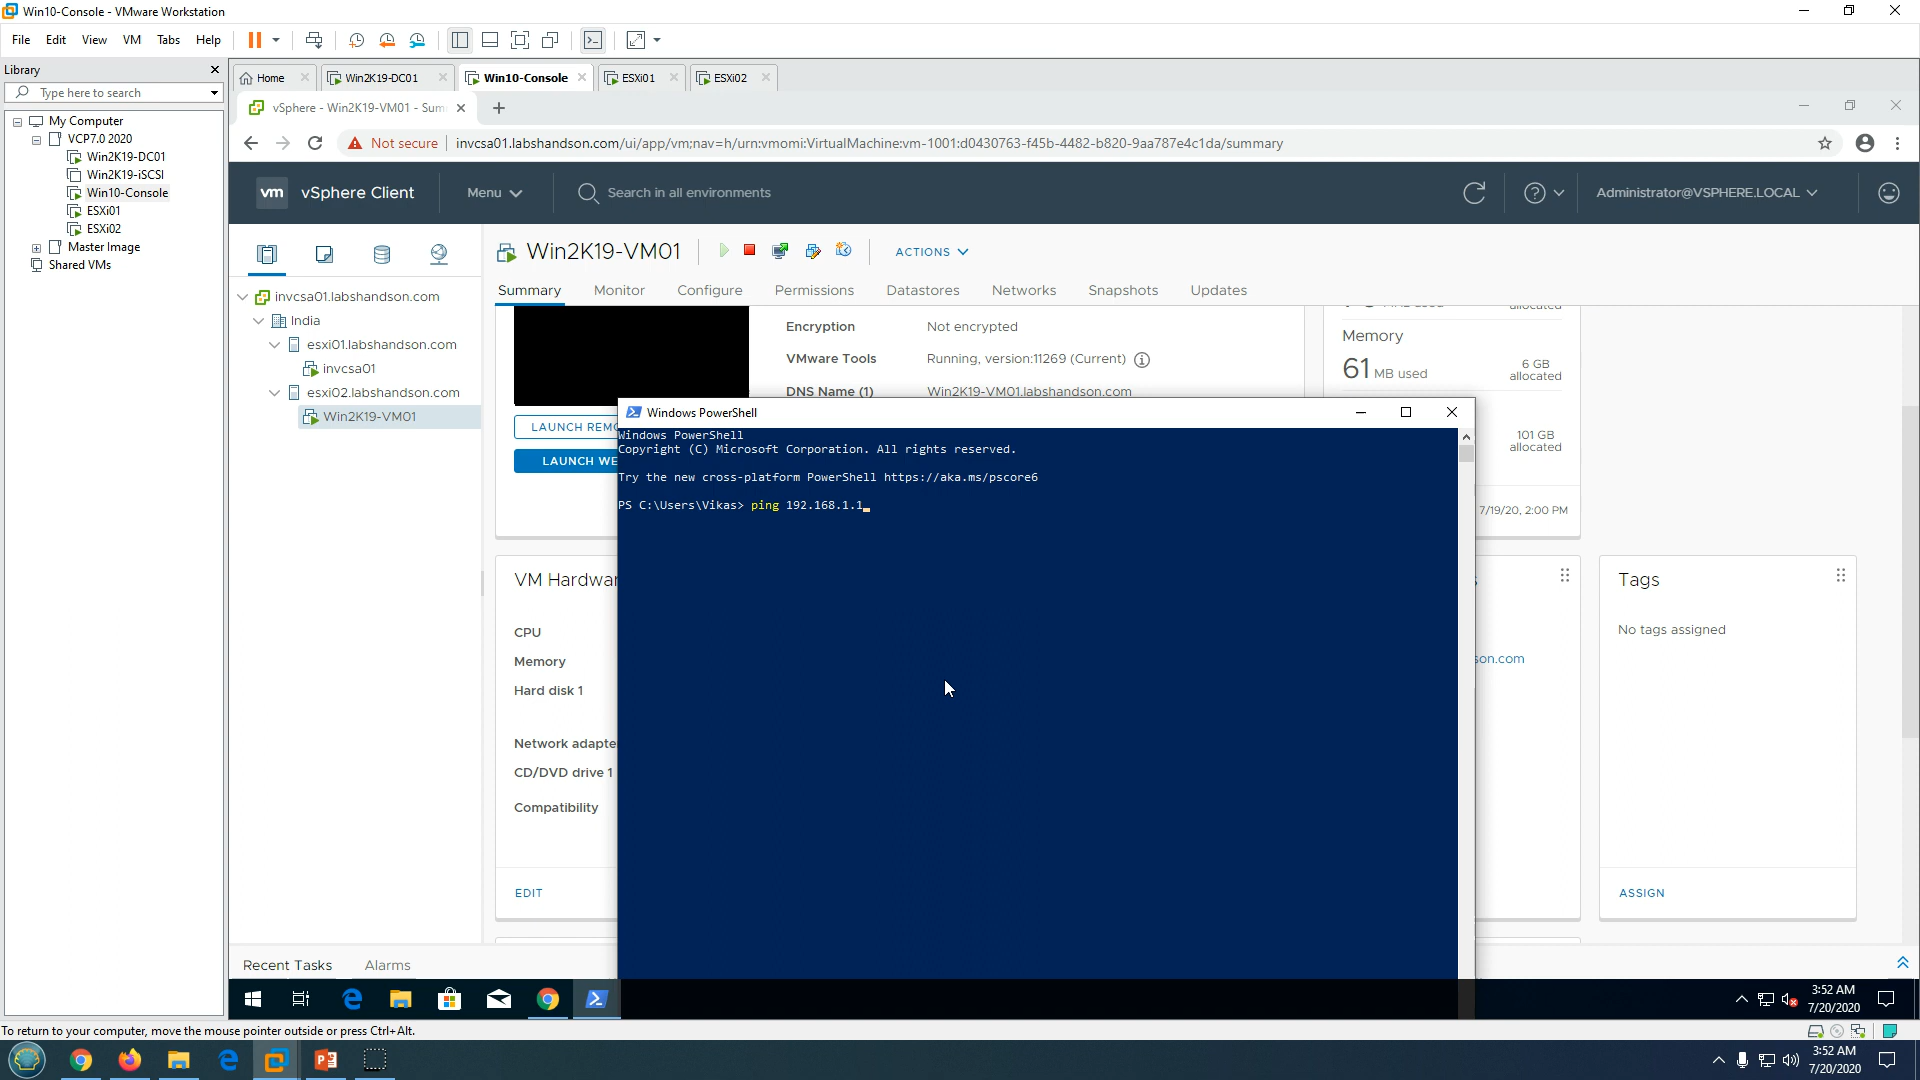 Win10-Console - VMware Workstation
File Edit View VM Tabs Help
Library
Type here to search
My Computer
VCP7.0 2020
Win2K19-DC01
Win2K19-iSCSI
Win10-Console
ESXi01
ESXi02
Master Image
Shared VMs
Home Win2K19-DC01 Win10-Console ESXi01 ESXi02
vSphere - Win2K19-VM01 - Sum
Not secure invcsa01.labshandson.com/ui/app/vm;nav=h/urn:vmomi:VirtualMachine:vm-1001:d0430763-f45b-4482-b820-9aa787e4c1da/summary
vm vSphere Client Menu Search in all environments Administrator@VSPHERE.LOCAL
invcsa01.labshandson.com
India
esxi01.labshandson.com
invcsa01
esxi02.labshandson.com
Win2K19-VM01
Win2K19-VM01 ACTIONS
Summary Monitor Configure Permissions Datastores Networks Snapshots Updates
Encryption Not encrypted
VMware Tools Running, version:11269 (Current)
DNS Name (1) Win2K19-VM01.labshandson.com
LAUNCH REMO
LAUNCH WE
allocated
Memory
61 MB used 6 GB
allocated
101 GB
allocated
7/19/20, 2:00 PM
Windows PowerShell
Windows PowerShell
Copyright (C) Microsoft Corporation. All rights reserved.
Try the new cross-platform PowerShell https://aka.ms/pscore6
PS C:\Users\Vikas> ping 192.168.1.1
VM Hardwar
CPU
Memory
Hard disk 1
Network adapte
CD/DVD drive 1
Compatibility
EDIT
son.com
Tags
No tags assigned
ASSIGN
Recent Tasks Alarms
3:52 AM
7/20/2020
To return to your computer, move the mouse pointer outside or press Ctrl+Alt.
3:52 AM
7/20/2020